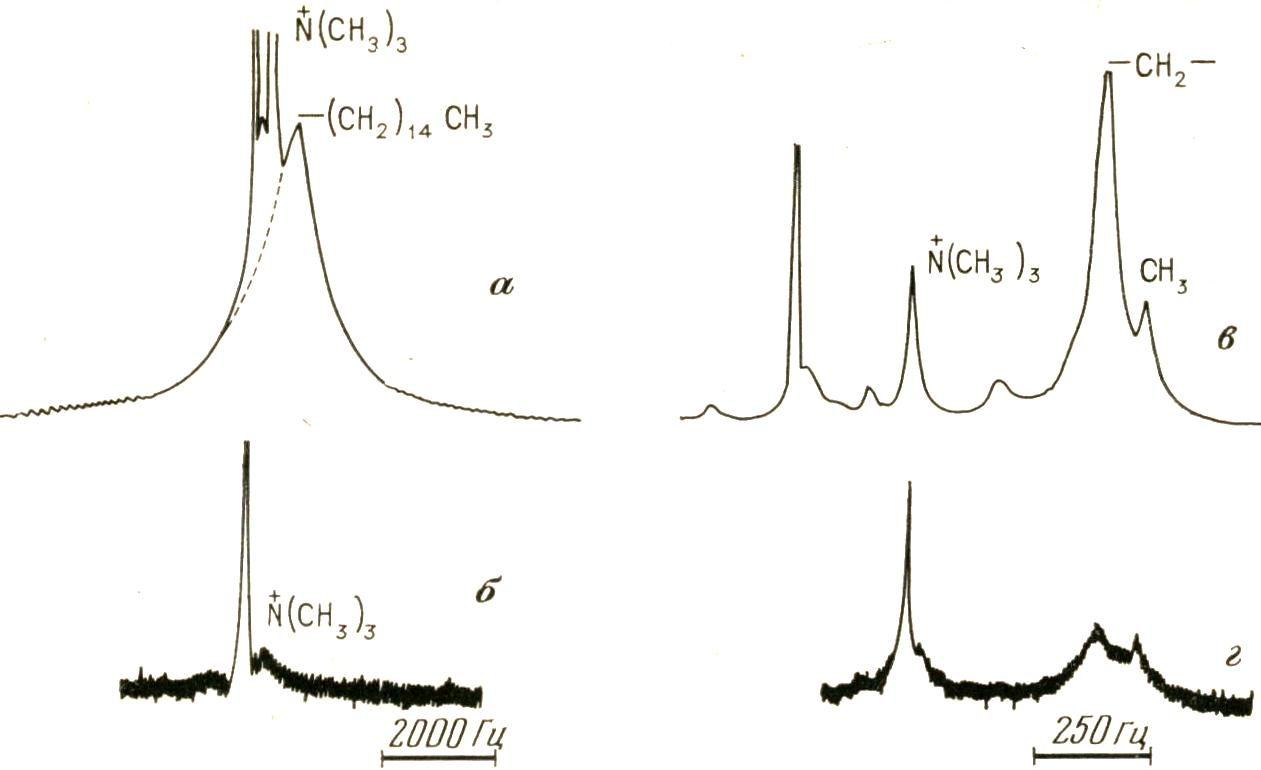 N⁺(CH₃)₃
—(CH₂)₁₄ CH₃
а
—CH₂—
N⁺(CH₃)₃
CH₃
в
N⁺(CH₃)₃
б
2000 Гц
г
250 Гц